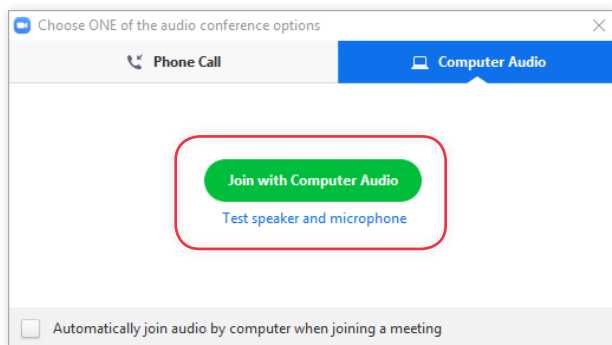 Choose ONE of the audio conference options
Phone Call
Computer Audio
Join with Computer Audio
Test speaker and microphone
Automatically join audio by computer when joining a meeting